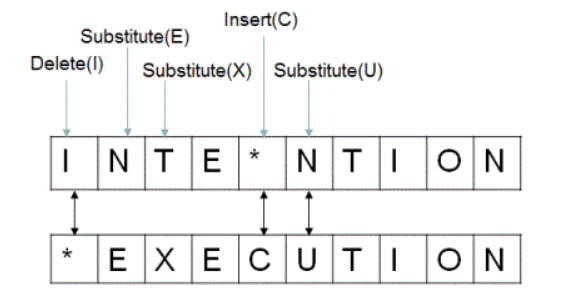 Insert(C)
Substitute(E)
Delete(I)
Substitute(X) Substitute(U)
I N T E * N T I O N
* E X E C U T I O N